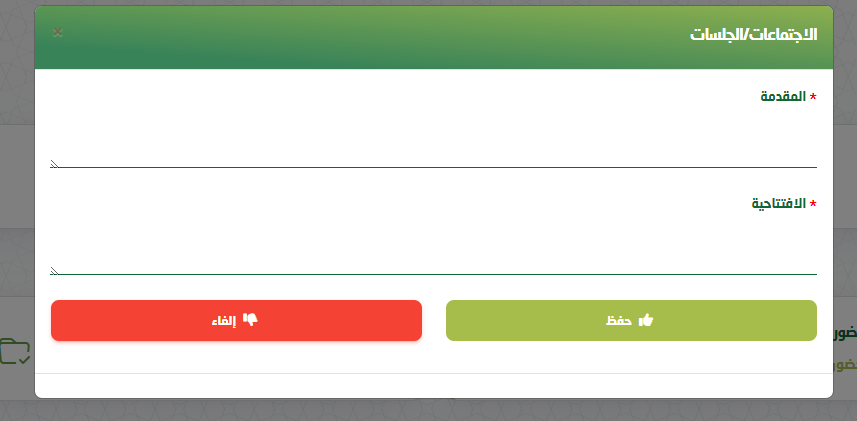 الاجتماعات/الجلسات
* المقدمة
* الافتتاحية
حفظ
إلغاء